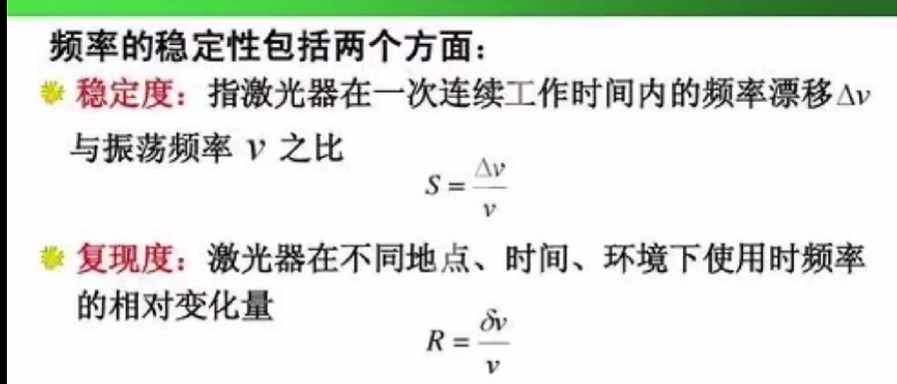 频率的稳定性包括两个方面：
稳定度：指激光器在一次连续工作时间内的频率漂移Δν
与振荡频率 ν 之比
S = Δν/ν
复现度：激光器在不同地点、时间、环境下使用时频率
的相对变化量
R = δν/ν